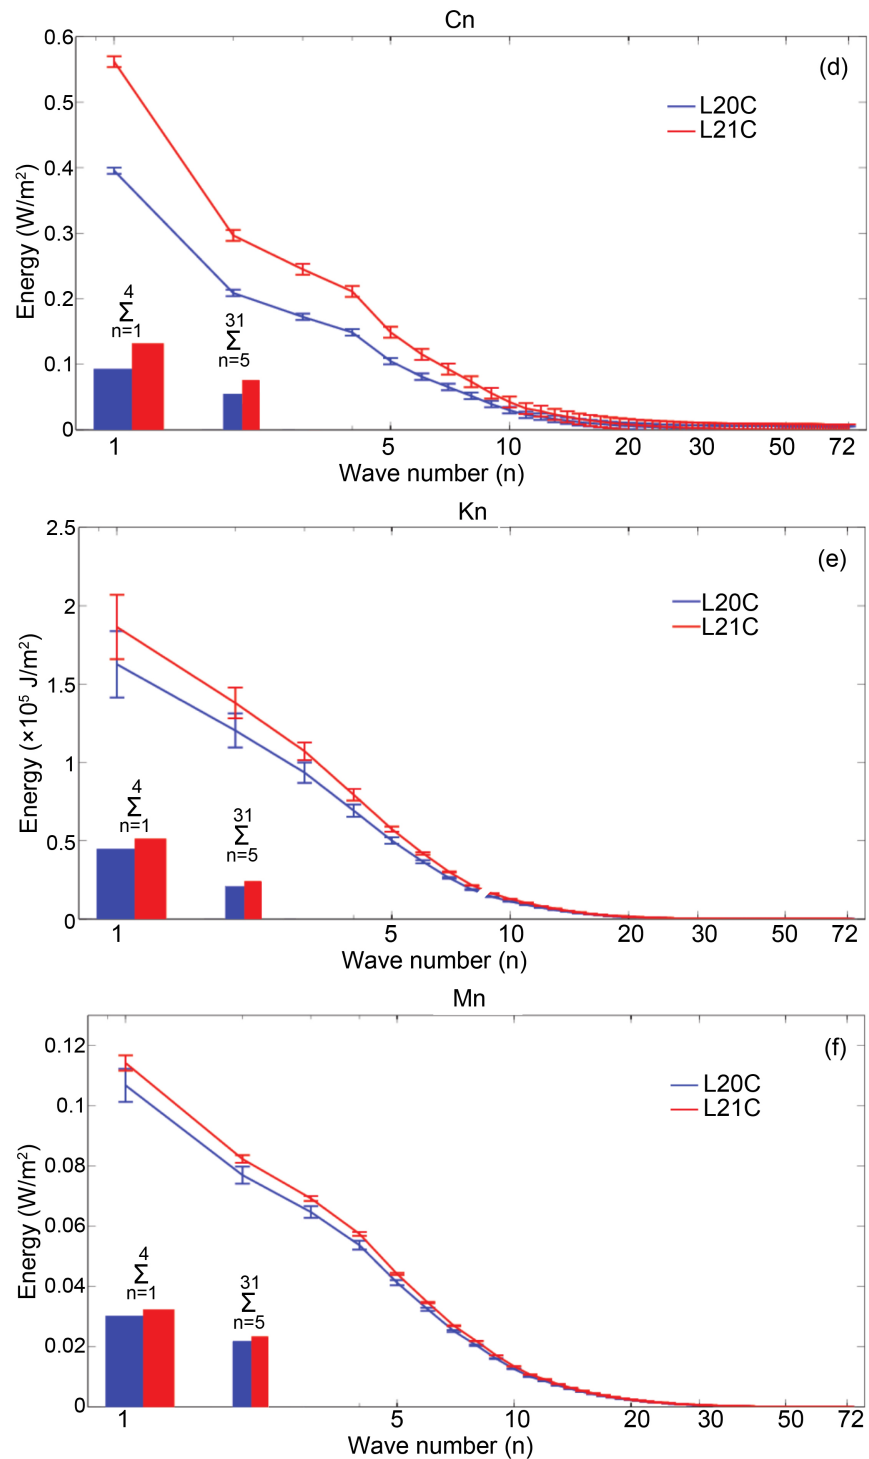 Cn
(d)
L20C
L21C
Energy (W/m²)
0.6
0.5
0.4
0.3
0.2
0.1
0
4
Σ
n=1
31
Σ
n=5
1 5 10 20 30 50 72
Wave number (n)
Kn
(e)
L20C
L21C
Energy (×10⁵ J/m²)
2.5
2
1.5
1
0.5
0
4
Σ
n=1
31
Σ
n=5
1 5 10 20 30 50 72
Wave number (n)
Mn
(f)
L20C
L21C
Energy (W/m²)
0.12
0.1
0.08
0.06
0.04
0.02
0
4
Σ
n=1
31
Σ
n=5
1 5 10 20 30 50 72
Wave number (n)